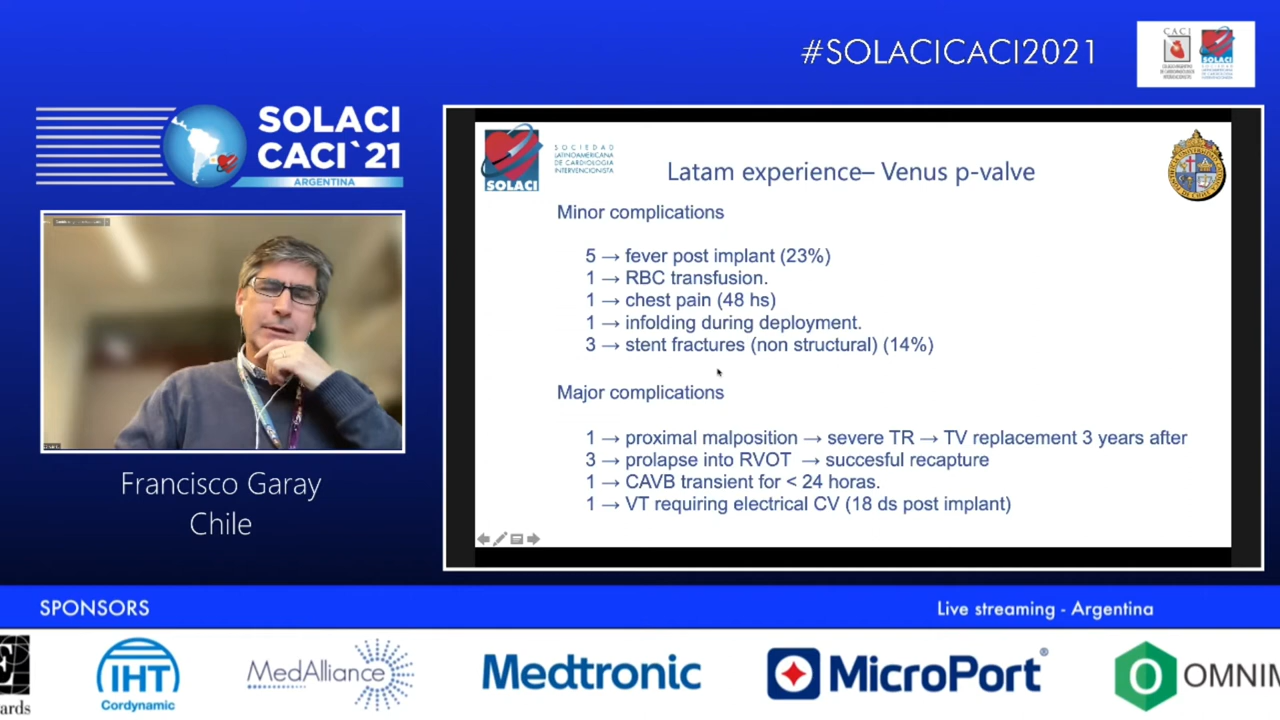 #SOLACICACI2021
CACI
SOLACI
SOLACI
CACI`21
ARGENTINA
SOLACI
SOCIEDAD
LATINOAMERICANA
DE CARDIOLOGIA
INTERVENCIONISTA
Latam experience– Venus p-valve
Minor complications
5 → fever post implant (23%)
1 → RBC transfusion.
1 → chest pain (48 hs)
1 → infolding during deployment.
3 → stent fractures (non structural) (14%)
Major complications
1 → proximal malposition → severe TR → TV replacement 3 years after
3 → prolapse into RVOT → succesful recapture
1 → CAVB transient for < 24 horas.
1 → VT requiring electrical CV (18 ds post implant)
Francisco Garay
Chile
SPONSORS
Live streaming - Argentina
E
ards
IHT
Cordynamic
MedAlliance
Medtronic
MicroPort®
OMNIM